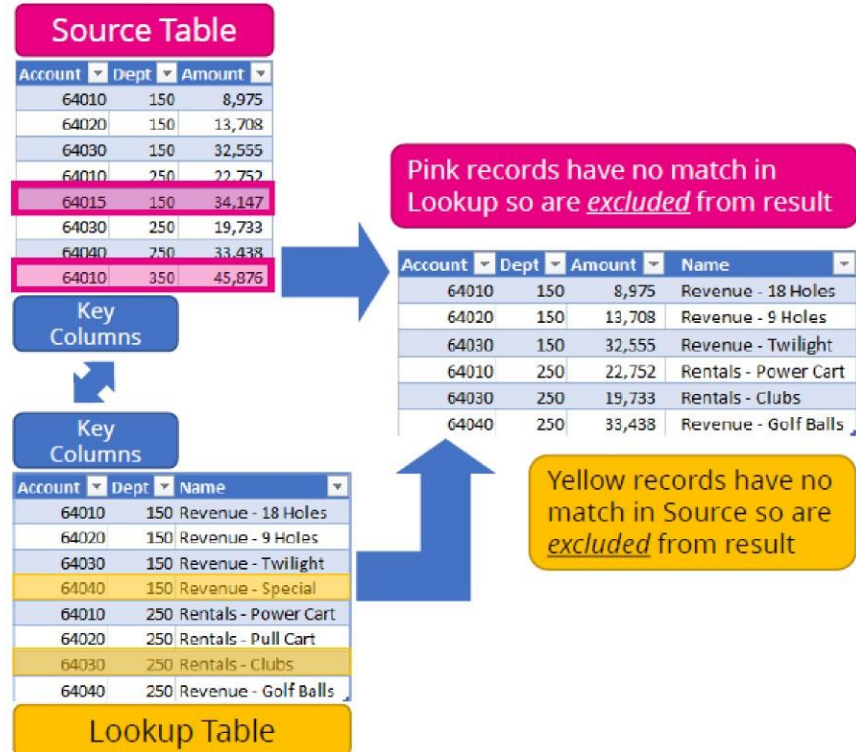 Source Table
Account Dept Amount
64010 150 8,975
64020 150 13,708
64030 150 32,555
64010 250 22,752
64015 150 34,147
64030 250 19,733
64040 250 33,438
64010 350 45,876
Key
Columns
Key
Columns
Account Dept Name
64010 150 Revenue - 18 Holes
64020 150 Revenue - 9 Holes
64030 150 Revenue - Twilight
64040 150 Revenue - Special
64010 250 Rentals - Power Cart
64020 250 Rentals - Pull Cart
64030 250 Rentals - Clubs
64040 250 Revenue - Golf Balls
Lookup Table
Pink records have no match in
Lookup so are excluded from result
Account Dept Amount Name
64010 150 8,975 Revenue - 18 Holes
64020 150 13,708 Revenue - 9 Holes
64030 150 32,555 Revenue - Twilight
64010 250 22,752 Rentals - Power Cart
64030 250 19,733 Rentals - Clubs
64040 250 33,438 Revenue - Golf Balls
Yellow records have no
match in Source so are
excluded from result